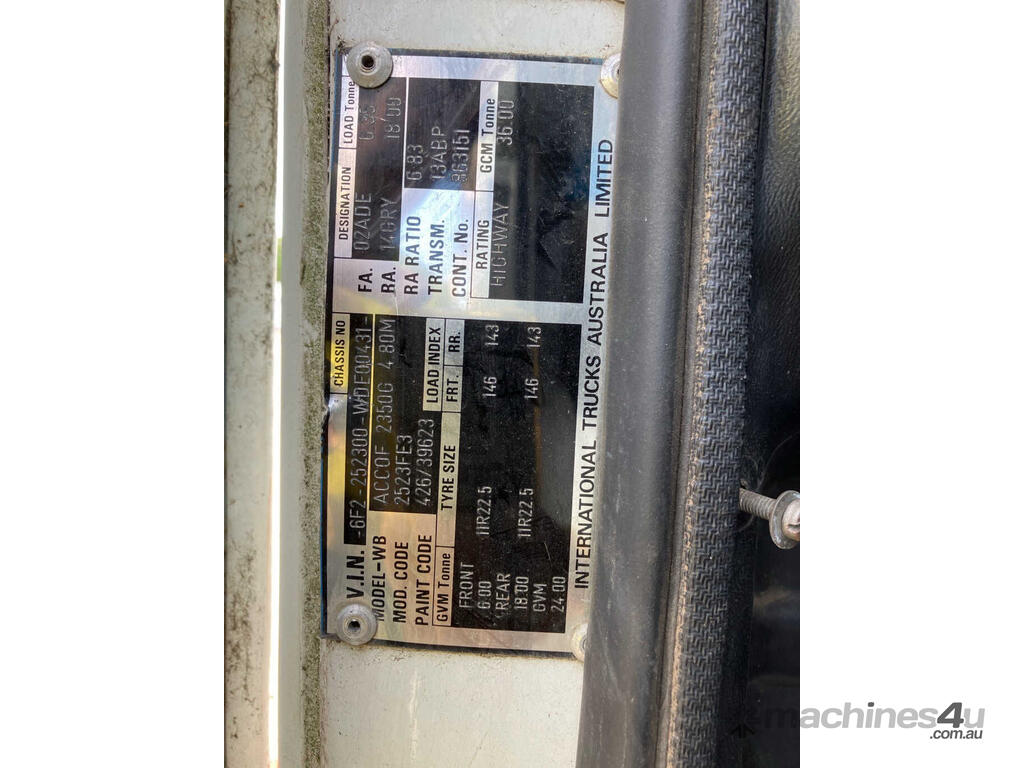 V.I.N. -6F2-252300-WDE00431- CHASSIS NO
MODEL-WB ACCOF 2350G 4.80M
MOD. CODE 2523FE3
PAINT CODE 426/39623
GVM Tonne TYRE SIZE LOAD INDEX
FRT. RR.
FRONT
6.00 11R22.5 146 143
REAR
18.00 11R22.5 146 143
GVM
24.00
DESIGNATION LOAD Tonne
FA. 02ADE
RA. 14GRV 18.00
RA RATIO 6.83
TRANSM. 13ABP
CONT. No. 863151
RATING GCM Tonne
HIGHWAY 36.00
INTERNATIONAL TRUCKS AUSTRALIA LIMITED
machines4u
.com.au